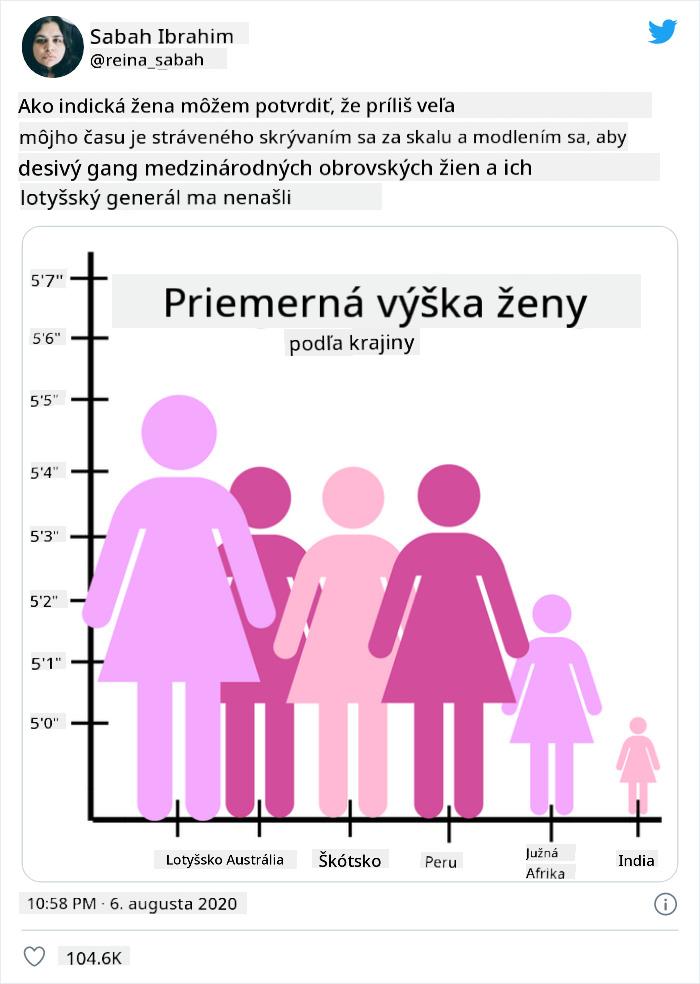 Sabah Ibrahim
@reina_sabah
Ako indická žena môžem potvrdiť, že príliš veľa
môjho času je stráveného skrývaním sa za skalu a modlením sa, aby
desivý gang medzinárodných obrovských žien a ich
lotyšský generál ma nenašli
Priemerná výška ženy
podľa krajiny
5'7"
5'6"
5'5"
5'4"
5'3"
5'2"
5'1"
5'0"
Lotyšsko Austrália Škótsko Peru Južná Afrika India
10:58 PM · 6. augusta 2020
104.6K